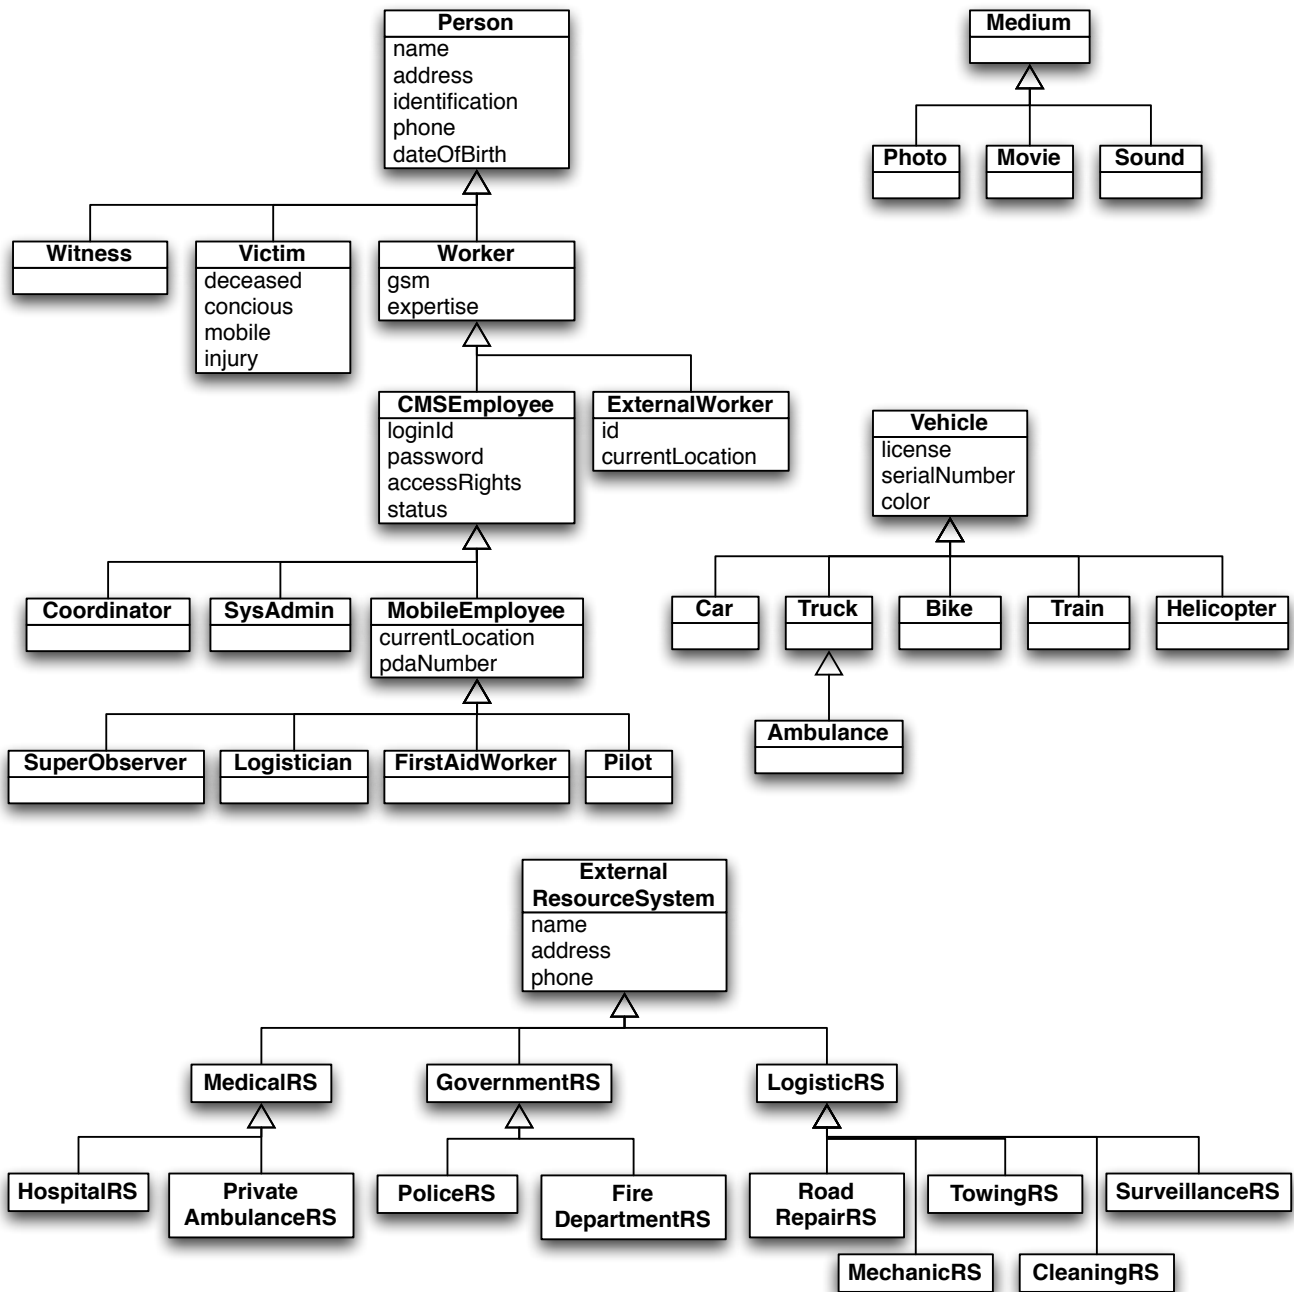 Person
name
address
identification
phone
dateOfBirth
Medium
Photo
Movie
Sound
Witness
Victim
deceased
concious
mobile
injury
Worker
gsm
expertise
CMSEmployee
loginId
password
accessRights
status
ExternalWorker
id
currentLocation
Vehicle
license
serialNumber
color
Coordinator
SysAdmin
MobileEmployee
currentLocation
pdaNumber
Car
Truck
Bike
Train
Helicopter
Ambulance
SuperObserver
Logistician
FirstAidWorker
Pilot
External
ResourceSystem
name
address
phone
MedicalRS
GovernmentRS
LogisticRS
HospitalRS
Private
AmbulanceRS
PoliceRS
Fire
DepartmentRS
Road
RepairRS
TowingRS
SurveillanceRS
MechanicRS
CleaningRS